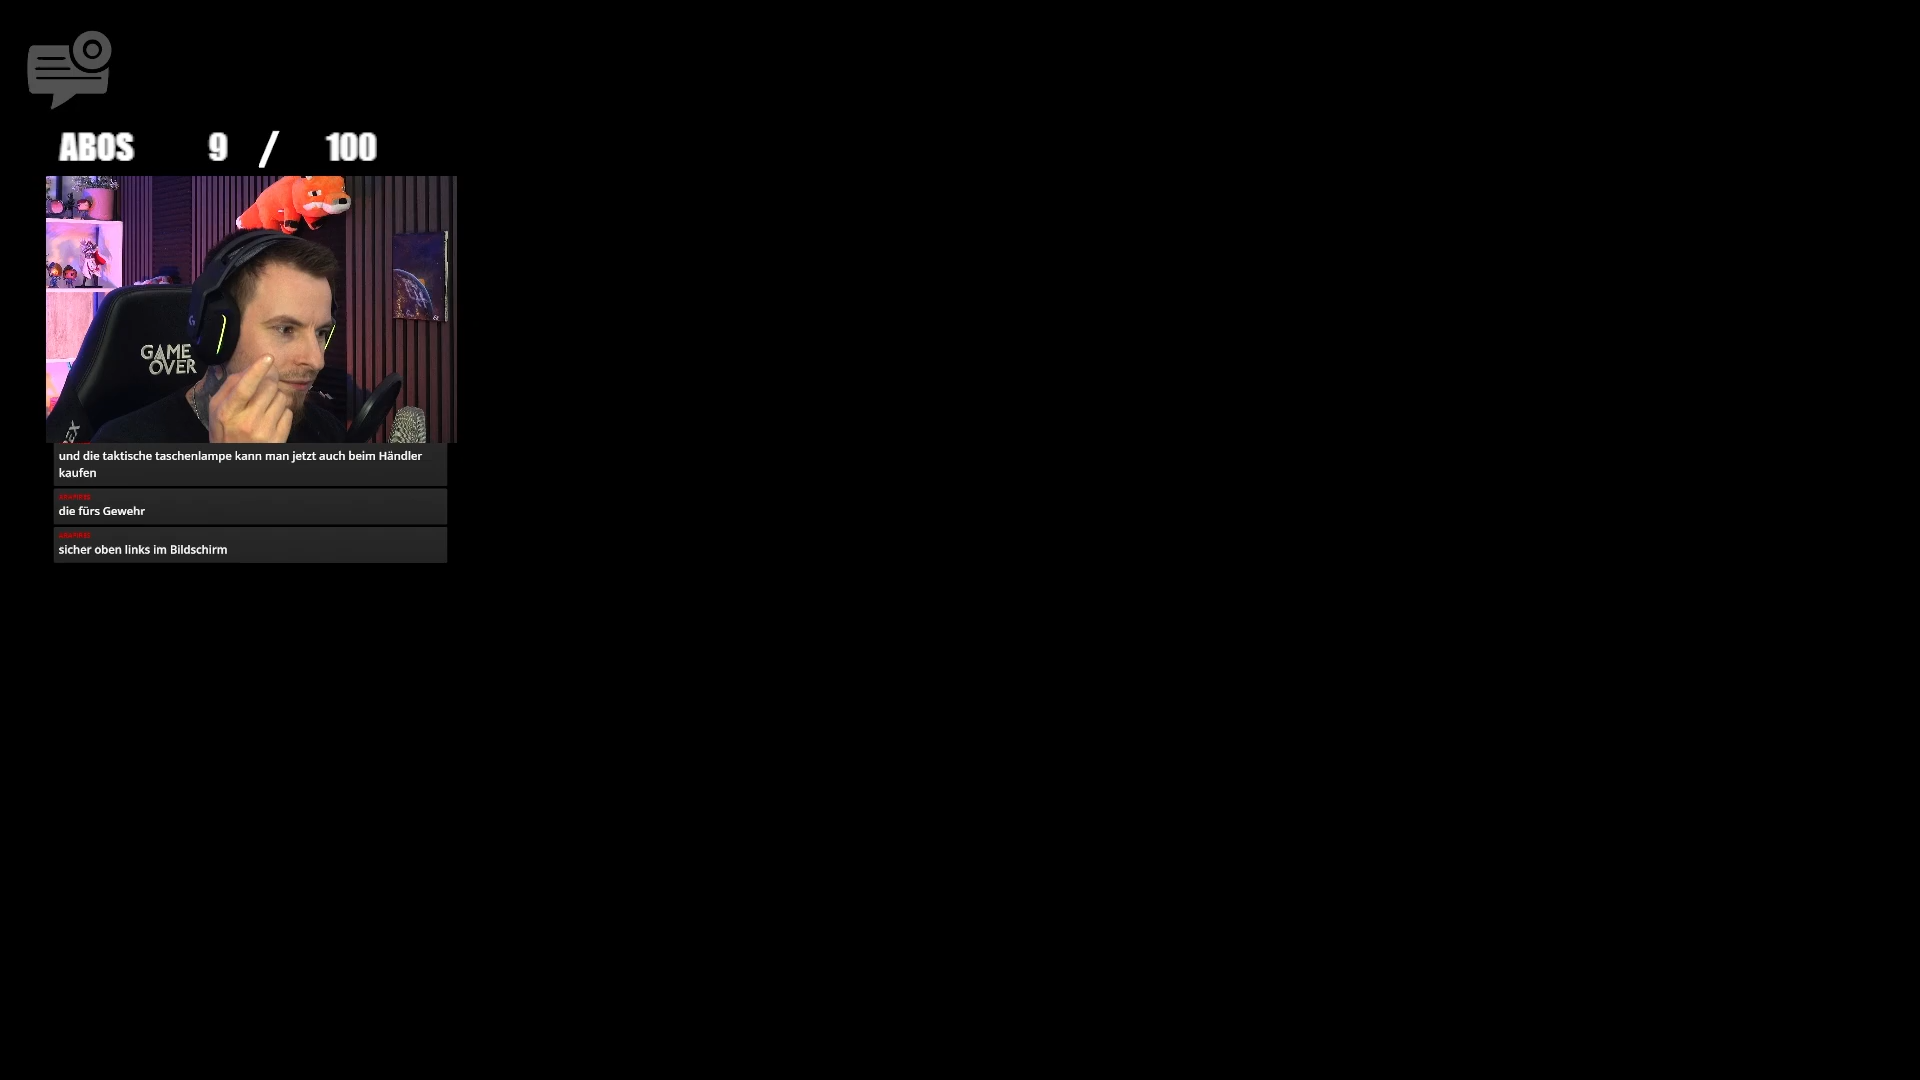 ABOS 9 / 100
GAME
OVER
und die taktische taschenlampe kann man jetzt auch beim Händler
kaufen
die fürs Gewehr
sicher oben links im Bildschirm